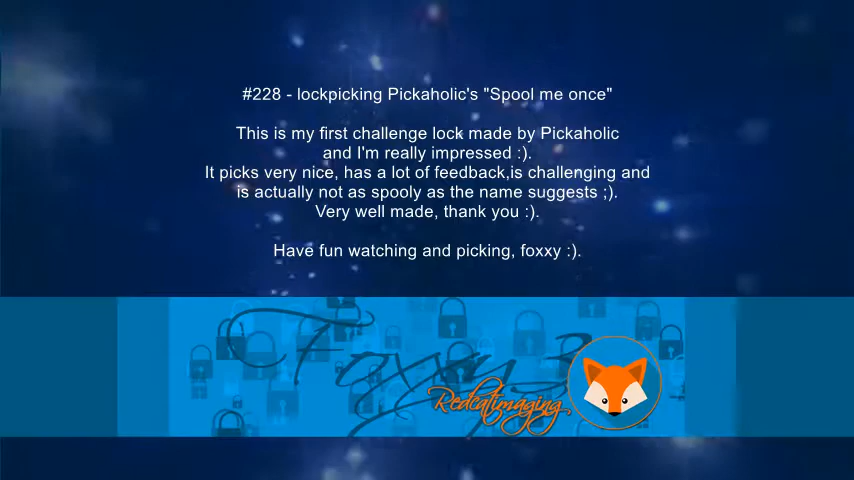 #228 - lockpicking Pickaholic's "Spool me once"
This is my first challenge lock made by Pickaholic
and I'm really impressed :).
It picks very nice, has a lot of feedback,is challenging and
is actually not as spooly as the name suggests ;).
Very well made, thank you :).
Have fun watching and picking, foxxy :).
Foxxy3
Redcatimaging